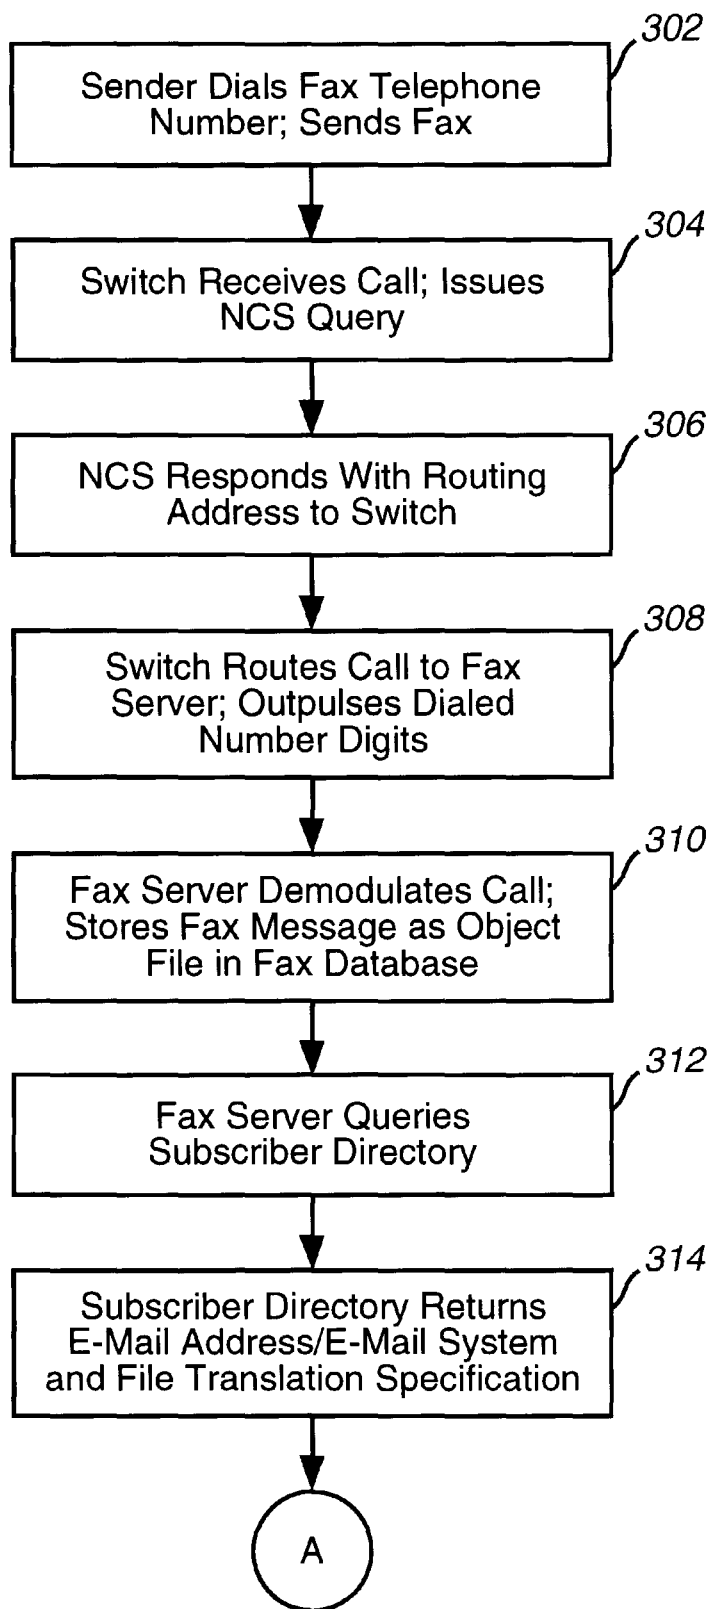 302
Sender Dials Fax Telephone
Number; Sends Fax
304
Switch Receives Call; Issues
NCS Query
306
NCS Responds With Routing
Address to Switch
308
Switch Routes Call to Fax
Server; Outpulses Dialed
Number Digits
310
Fax Server Demodulates Call;
Stores Fax Message as Object
File in Fax Database
312
Fax Server Queries
Subscriber Directory
314
Subscriber Directory Returns
E-Mail Address/E-Mail System
and File Translation Specification
A